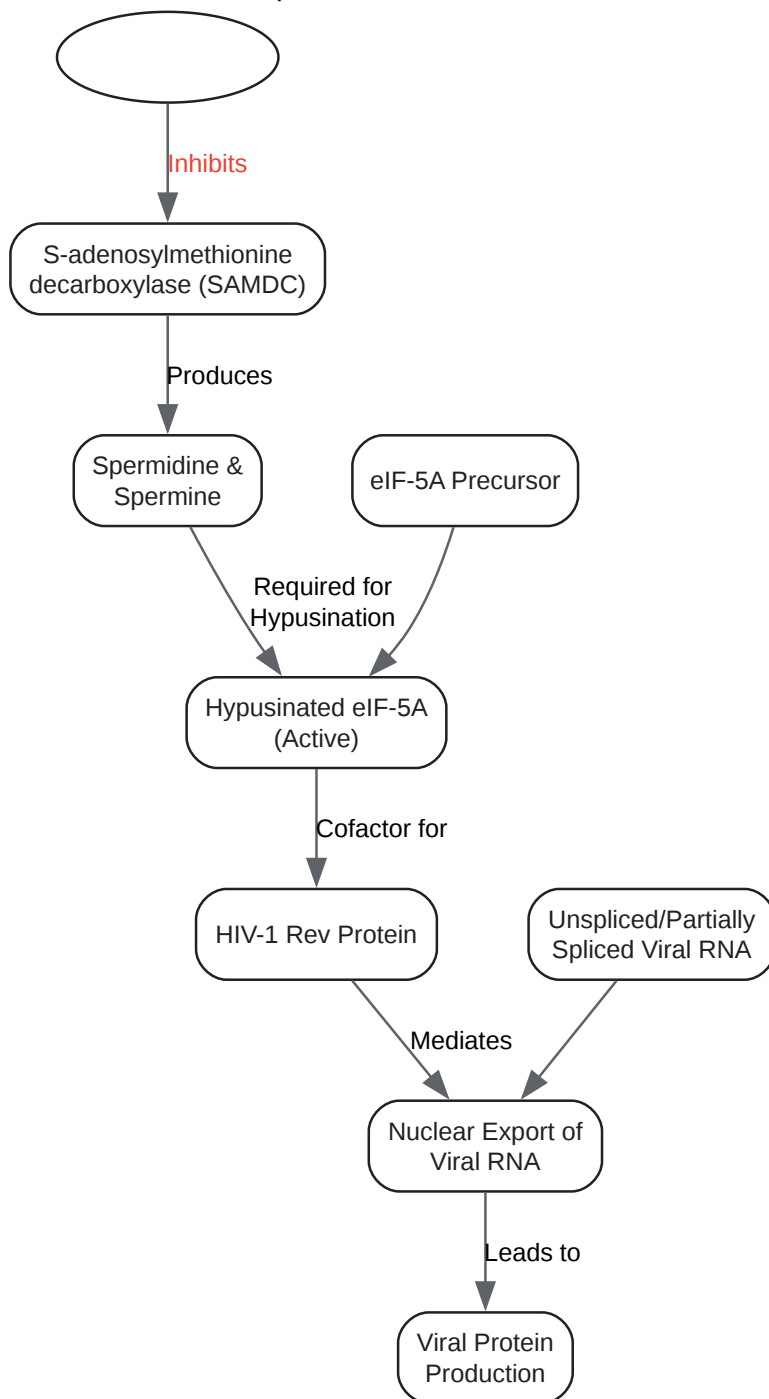 Inhibits
S-adenosylmethionine
decarboxylase (SAMDC)
Produces
Spermidine &
Spermine
eIF-5A Precursor
Required for
Hypusination
Hypusinated eIF-5A
(Active)
Cofactor for
HIV-1 Rev Protein
Unspliced/Partially
Spliced Viral RNA
Mediates
Nuclear Export of
Viral RNA
Leads to
Viral Protein
Production